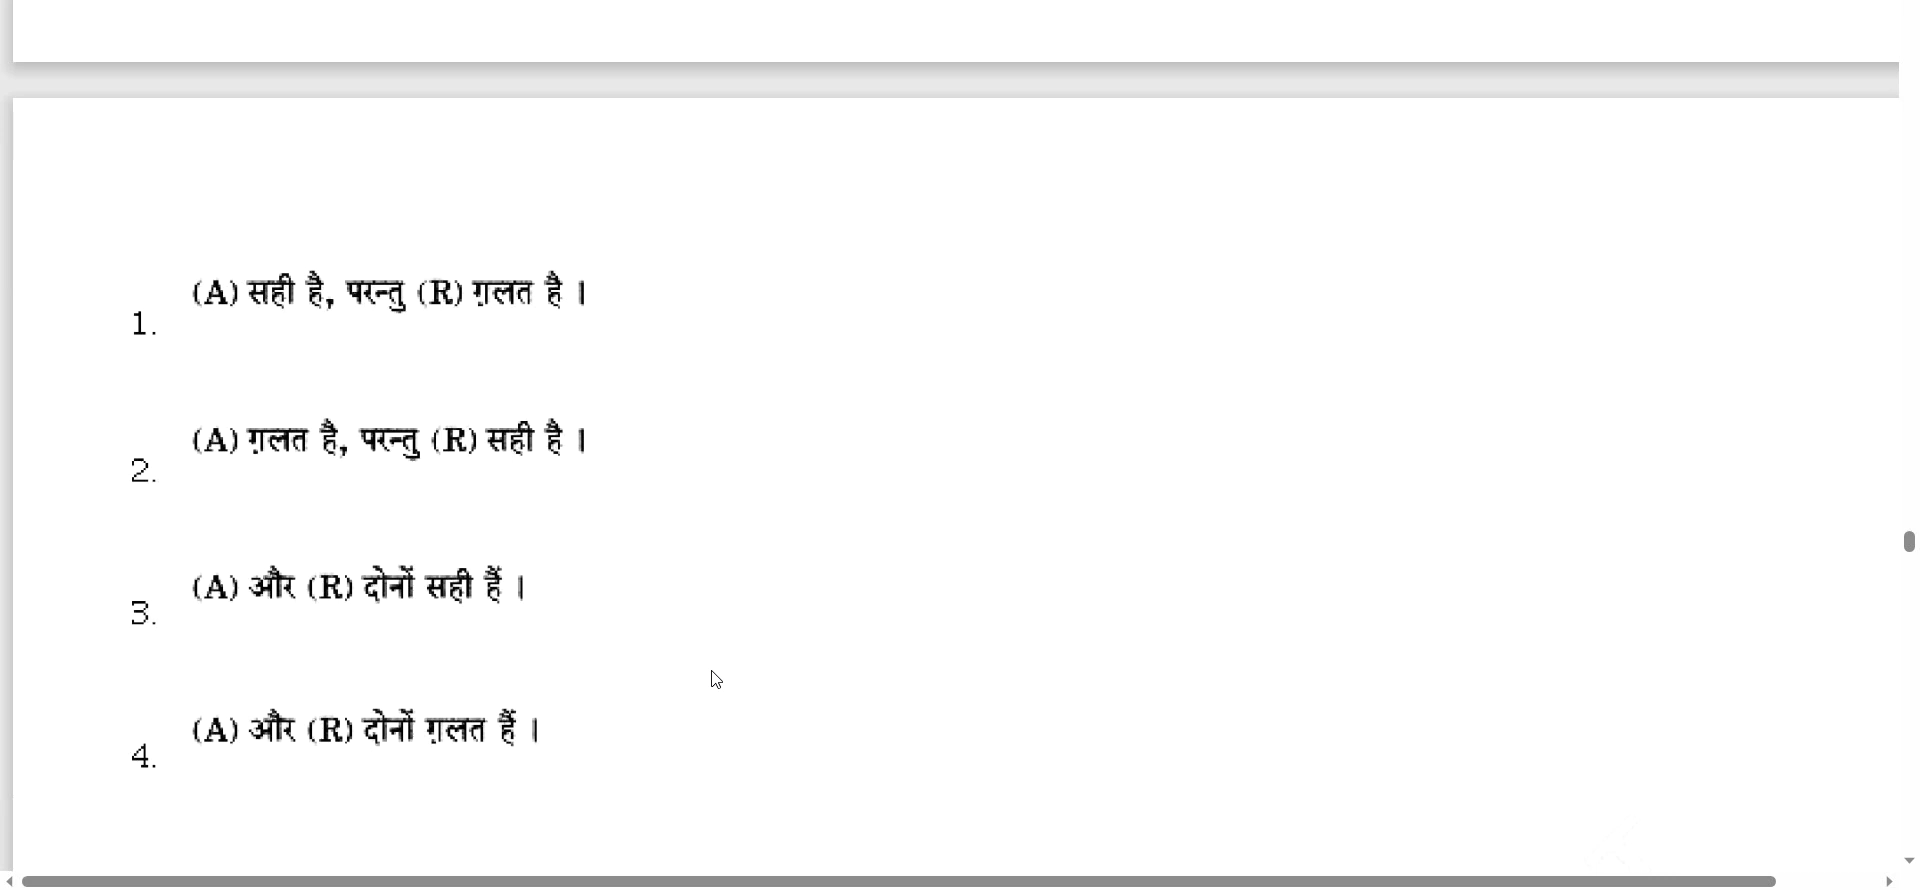 1. (A) सही है, परन्तु (R) ग़लत है ।
2. (A) ग़लत है, परन्तु (R) सही है ।
3. (A) और (R) दोनों सही हैं ।
4. (A) और (R) दोनों ग़लत हैं ।